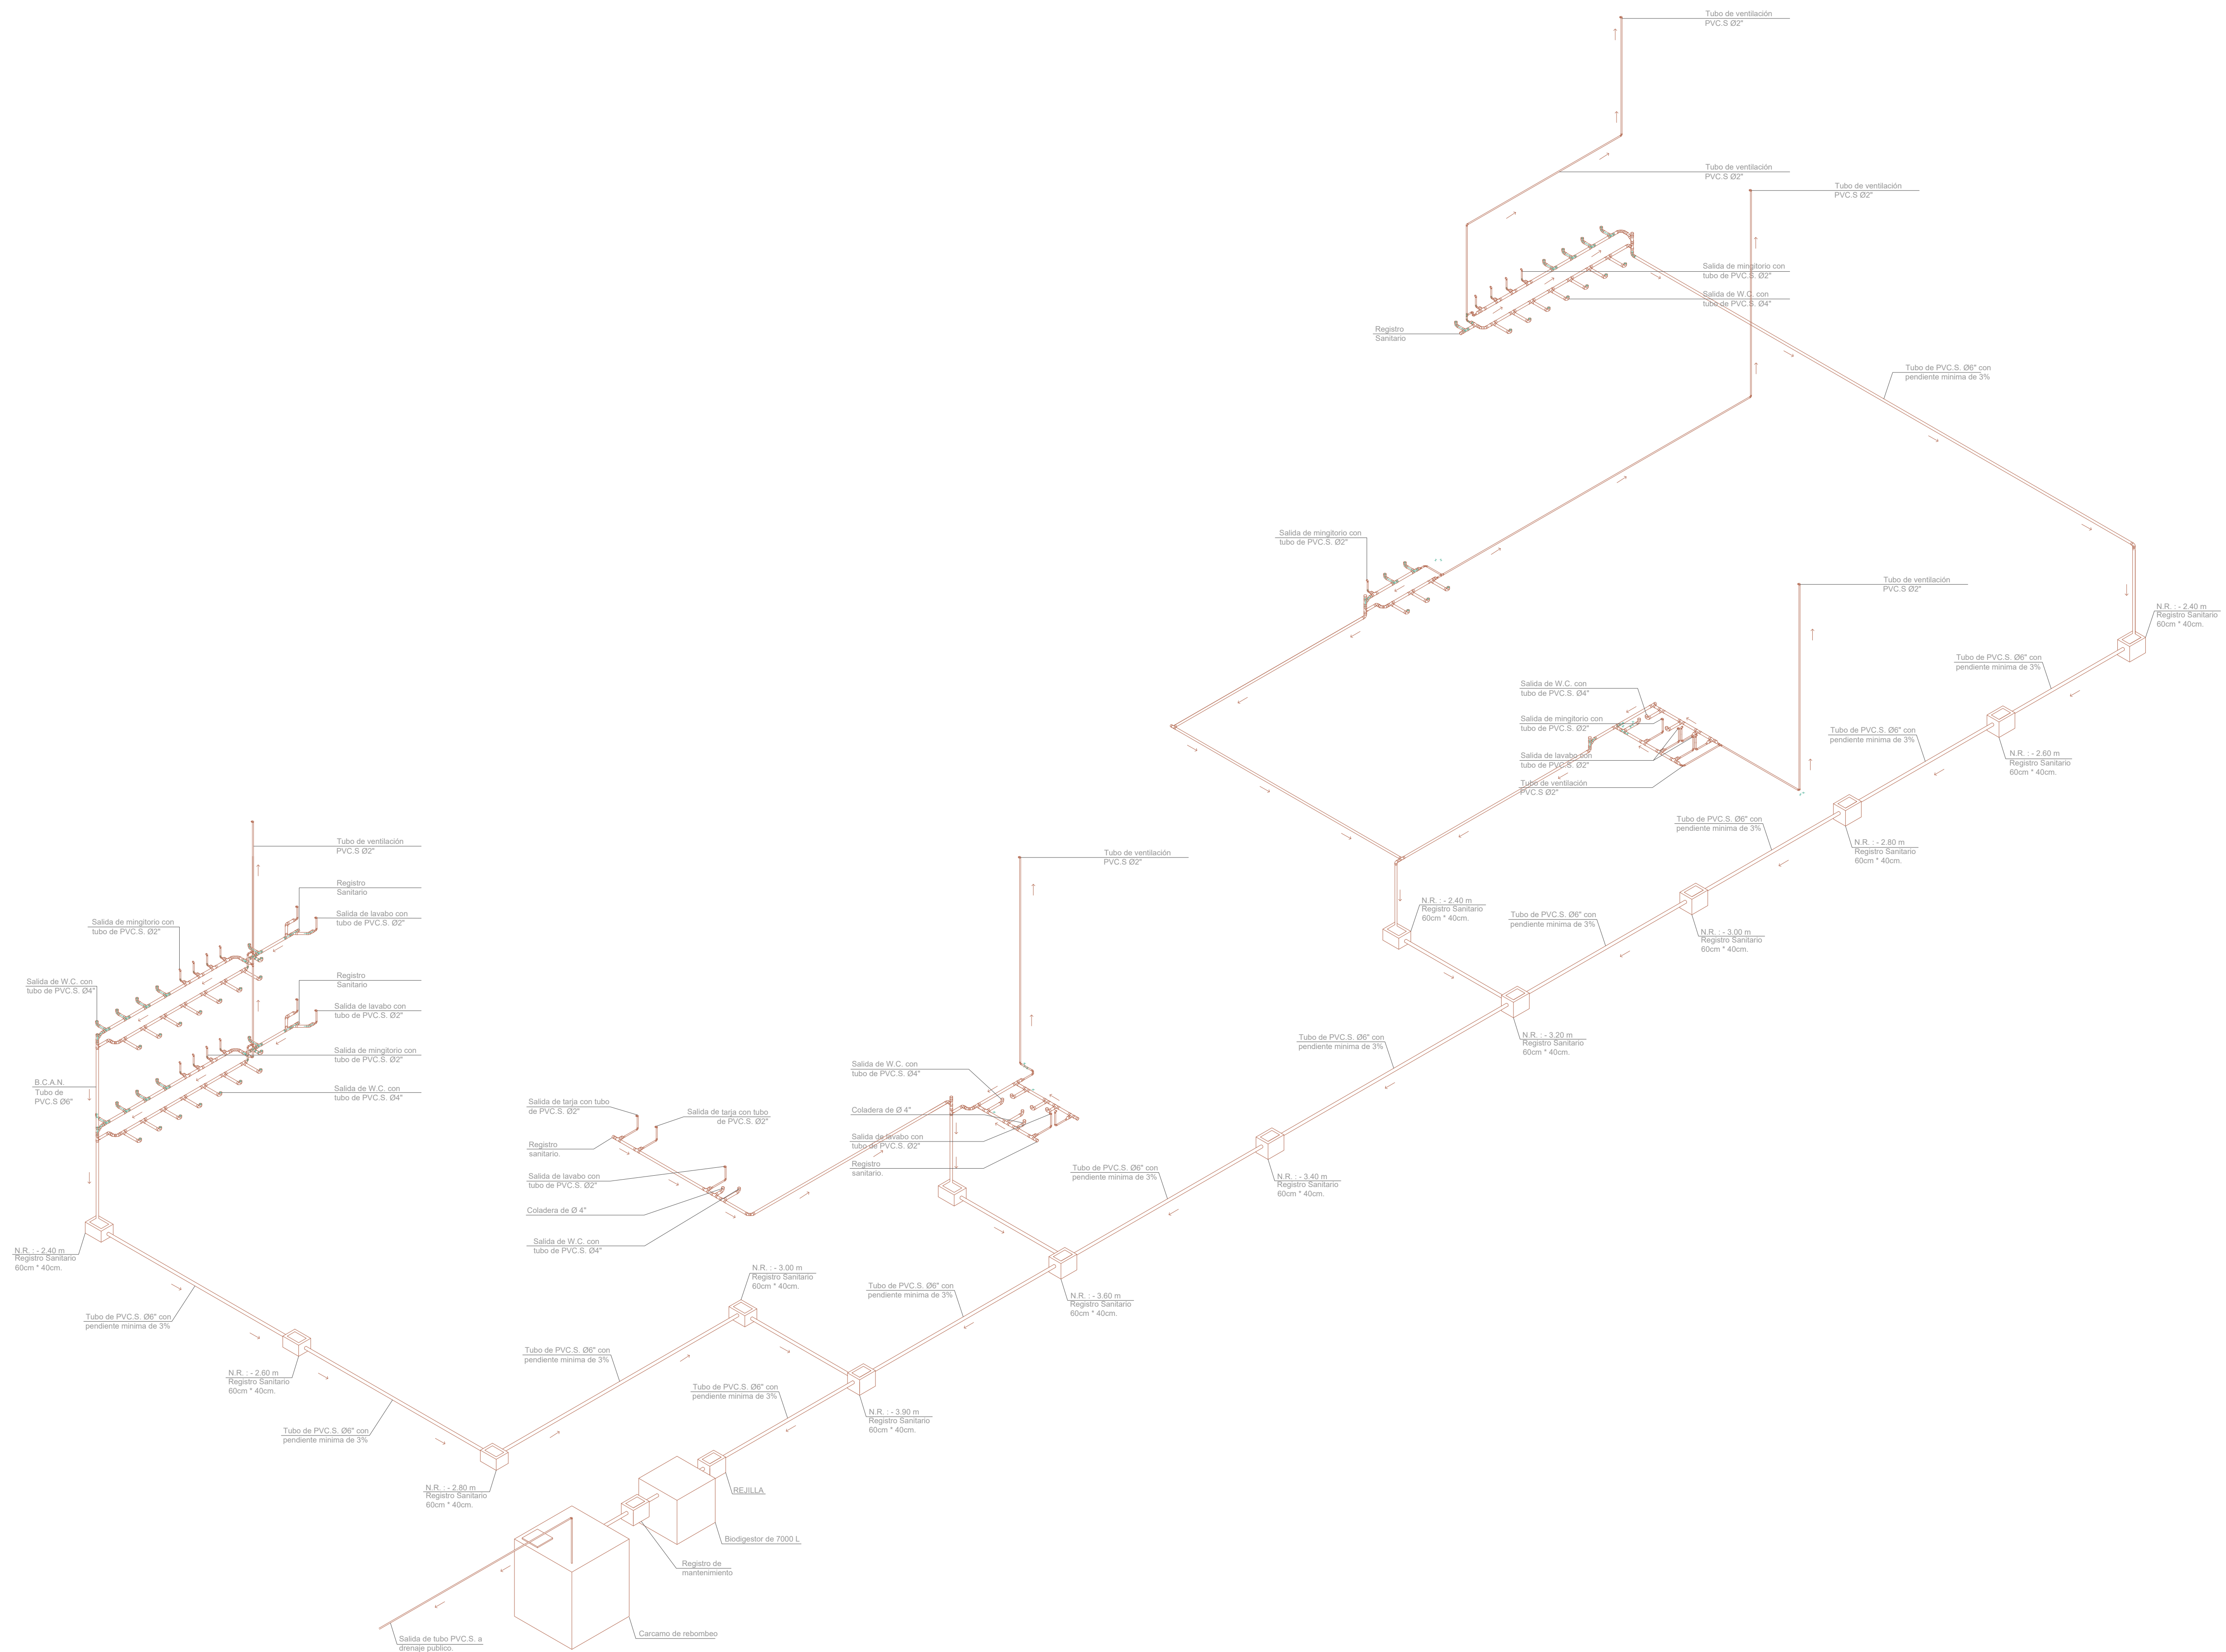 Tubo de ventilación
PVC.S Ø2"
Tubo de ventilación
PVC.S Ø2"
Tubo de ventilación
PVC.S Ø2"
Salida de mingitorio con
tubo de PVC.S. Ø2"
Salida de W.C. con
tubo de PVC.S. Ø4"
Registro
Sanitario
Tubo de PVC.S. Ø6" con
pendiente minima de 3%
Salida de mingitorio con
tubo de PVC.S. Ø2"
Tubo de ventilación
PVC.S Ø2"
N.R. : - 2.40 m
Registro Sanitario
60cm * 40cm.
Tubo de PVC.S. Ø6" con
pendiente minima de 3%
Salida de W.C. con
tubo de PVC.S. Ø4"
Salida de mingitorio con
tubo de PVC.S. Ø2"
Salida de lavabo con
tubo de PVC.S. Ø2"
Tubo de ventilación
PVC.S Ø2"
Tubo de PVC.S. Ø6" con
pendiente minima de 3%
N.R. : - 2.60 m
Registro Sanitario
60cm * 40cm.
Tubo de PVC.S. Ø6" con
pendiente minima de 3%
N.R. : - 2.80 m
Registro Sanitario
60cm * 40cm.
Tubo de ventilación
PVC.S Ø2"
Tubo de ventilación
PVC.S Ø2"
Registro
Sanitario
Salida de lavabo con
tubo de PVC.S. Ø2"
Salida de mingitorio con
tubo de PVC.S. Ø2"
N.R. : - 2.40 m
Registro Sanitario
60cm * 40cm.
Tubo de PVC.S. Ø6" con
pendiente minima de 3%
N.R. : - 3.00 m
Registro Sanitario
60cm * 40cm.
Salida de W.C. con
tubo de PVC.S. Ø4"
Registro
Sanitario
Salida de lavabo con
tubo de PVC.S. Ø2"
Salida de mingitorio con
tubo de PVC.S. Ø2"
Tubo de PVC.S. Ø6" con
pendiente minima de 3%
N.R. : - 3.20 m
Registro Sanitario
60cm * 40cm.
B.C.A.N.
Tubo de
PVC.S Ø6"
Salida de W.C. con
tubo de PVC.S. Ø4"
Salida de tarja con tubo
de PVC.S. Ø2"
Salida de tarja con tubo
de PVC.S. Ø2"
Salida de W.C. con
tubo de PVC.S. Ø4"
Coladera de Ø 4"
Salida de lavabo con
tubo de PVC.S. Ø2"
Registro
sanitario.
Registro
sanitario.
Salida de lavabo con
tubo de PVC.S. Ø2"
Coladera de Ø 4"
Salida de W.C. con
tubo de PVC.S. Ø4"
Tubo de PVC.S. Ø6" con
pendiente minima de 3%
N.R. : - 3.40 m
Registro Sanitario
60cm * 40cm.
N.R. : - 2.40 m
Registro Sanitario
60cm * 40cm.
N.R. : - 3.00 m
Registro Sanitario
60cm * 40cm.
Tubo de PVC.S. Ø6" con
pendiente minima de 3%
N.R. : - 3.60 m
Registro Sanitario
60cm * 40cm.
Tubo de PVC.S. Ø6" con
pendiente minima de 3%
N.R. : - 2.60 m
Registro Sanitario
60cm * 40cm.
Tubo de PVC.S. Ø6" con
pendiente minima de 3%
Tubo de PVC.S. Ø6" con
pendiente minima de 3%
N.R. : - 3.90 m
Registro Sanitario
60cm * 40cm.
Tubo de PVC.S. Ø6" con
pendiente minima de 3%
N.R. : - 2.80 m
Registro Sanitario
60cm * 40cm.
REJILLA
Biodigestor de 7000 L
Registro de
mantenimiento
Carcamo de rebombeo
Salida de tubo PVC.S. a
drenaje publico.